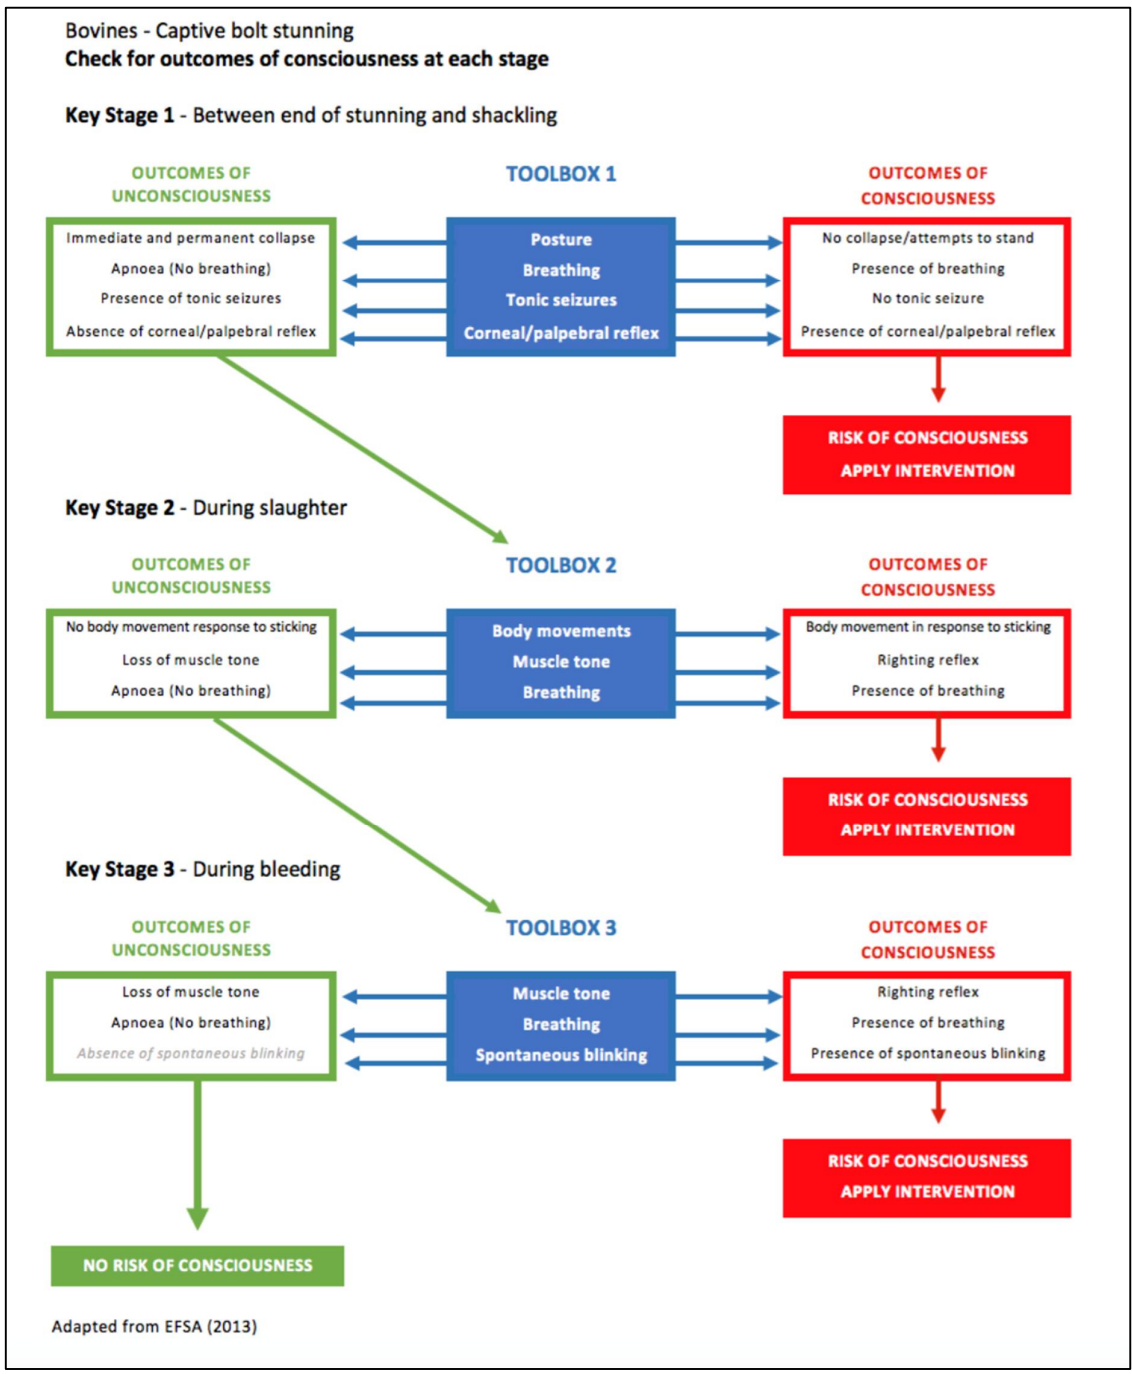 Bovines - Captive bolt stunning
Check for outcomes of consciousness at each stage
Key Stage 1 - Between end of stunning and shackling
OUTCOMES OF
UNCONSCIOUSNESS
Immediate and permanent collapse
Apnoea (No breathing)
Presence of tonic seizures
Absence of corneal/palpebral reflex
TOOLBOX 1
Posture
Breathing
Tonic seizures
Corneal/palpebral reflex
OUTCOMES OF
CONSCIOUSNESS
No collapse/attempts to stand
Presence of breathing
No tonic seizure
Presence of corneal/palpebral reflex
RISK OF CONSCIOUSNESS
APPLY INTERVENTION
Key Stage 2 - During slaughter
OUTCOMES OF
UNCONSCIOUSNESS
No body movement response to sticking
Loss of muscle tone
Apnoea (No breathing)
TOOLBOX 2
Body movements
Muscle tone
Breathing
OUTCOMES OF
CONSCIOUSNESS
Body movement in response to sticking
Righting reflex
Presence of breathing
RISK OF CONSCIOUSNESS
APPLY INTERVENTION
Key Stage 3 - During bleeding
OUTCOMES OF
UNCONSCIOUSNESS
Loss of muscle tone
Apnoea (No breathing)
Absence of spontaneous blinking
TOOLBOX 3
Muscle tone
Breathing
Spontaneous blinking
OUTCOMES OF
CONSCIOUSNESS
Righting reflex
Presence of breathing
Presence of spontaneous blinking
RISK OF CONSCIOUSNESS
APPLY INTERVENTION
NO RISK OF CONSCIOUSNESS
Adapted from EFSA (2013)